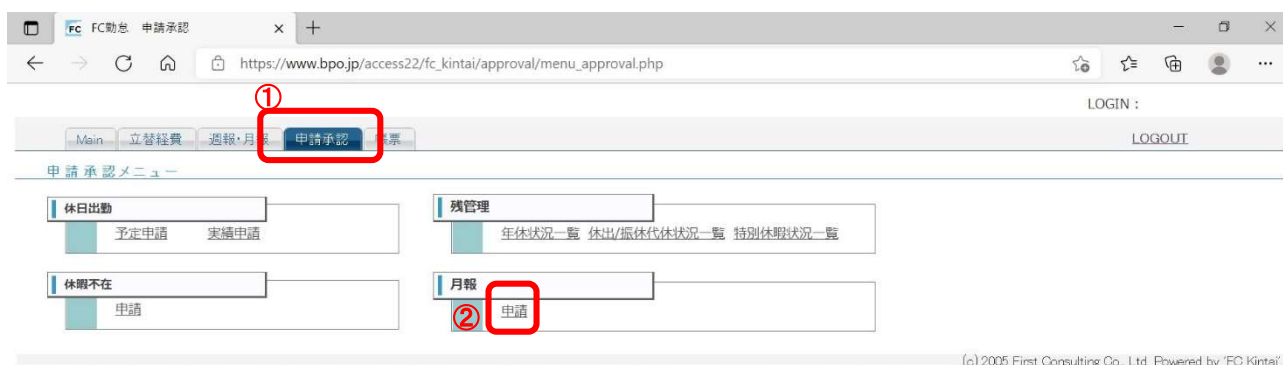 FC FC勤怠 申請承認
https://www.bpo.jp/access22/fc_kintai/approval/menu_approval.php
①
LOGIN :
Main 立替経費 週報・月報 申請承認 帳票 LOGOUT
申請承認メニュー
休日出勤 残管理
予定申請 実績申請 年休状況一覧 休出/振休代休状況一覧 特別休暇状況一覧
休暇不在 月報
申請 ② 申請
(c) 2005 First Consulting Co., Ltd. Powered by 'FC Kintai'